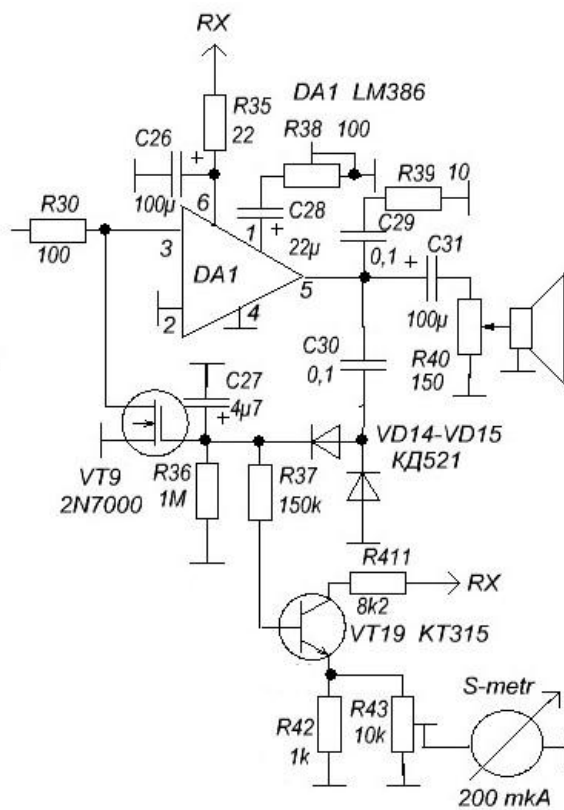 RX
R35
22
DA1 LM386
C26
R38 100
100µ
6
R39 10
R30
100
3
1
C28
22µ
C29
0,1
C31
DA1
5
2
4
100µ
C30
0,1
R40
150
C27
4µ7
VD14-VD15
КД521
VT9
2N7000
R36
1M
R37
150k
R411
8k2
RX
VT19 KT315
S-metr
R42
1k
R43
10k
200 mkA
+
+
+
+